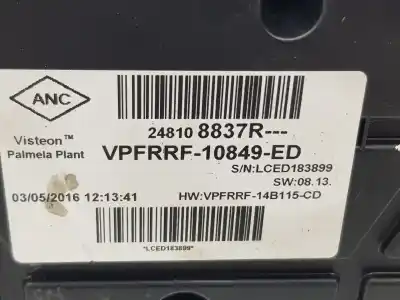 ANC
24810 8837R---
Visteon™
Palmela Plant
VPFRRF-10849-ED
S/N:LCED183899
SW:08.13.
03/05/2016 12:13:41
HW:VPFRRF-14B115-CD
*LCED183899*